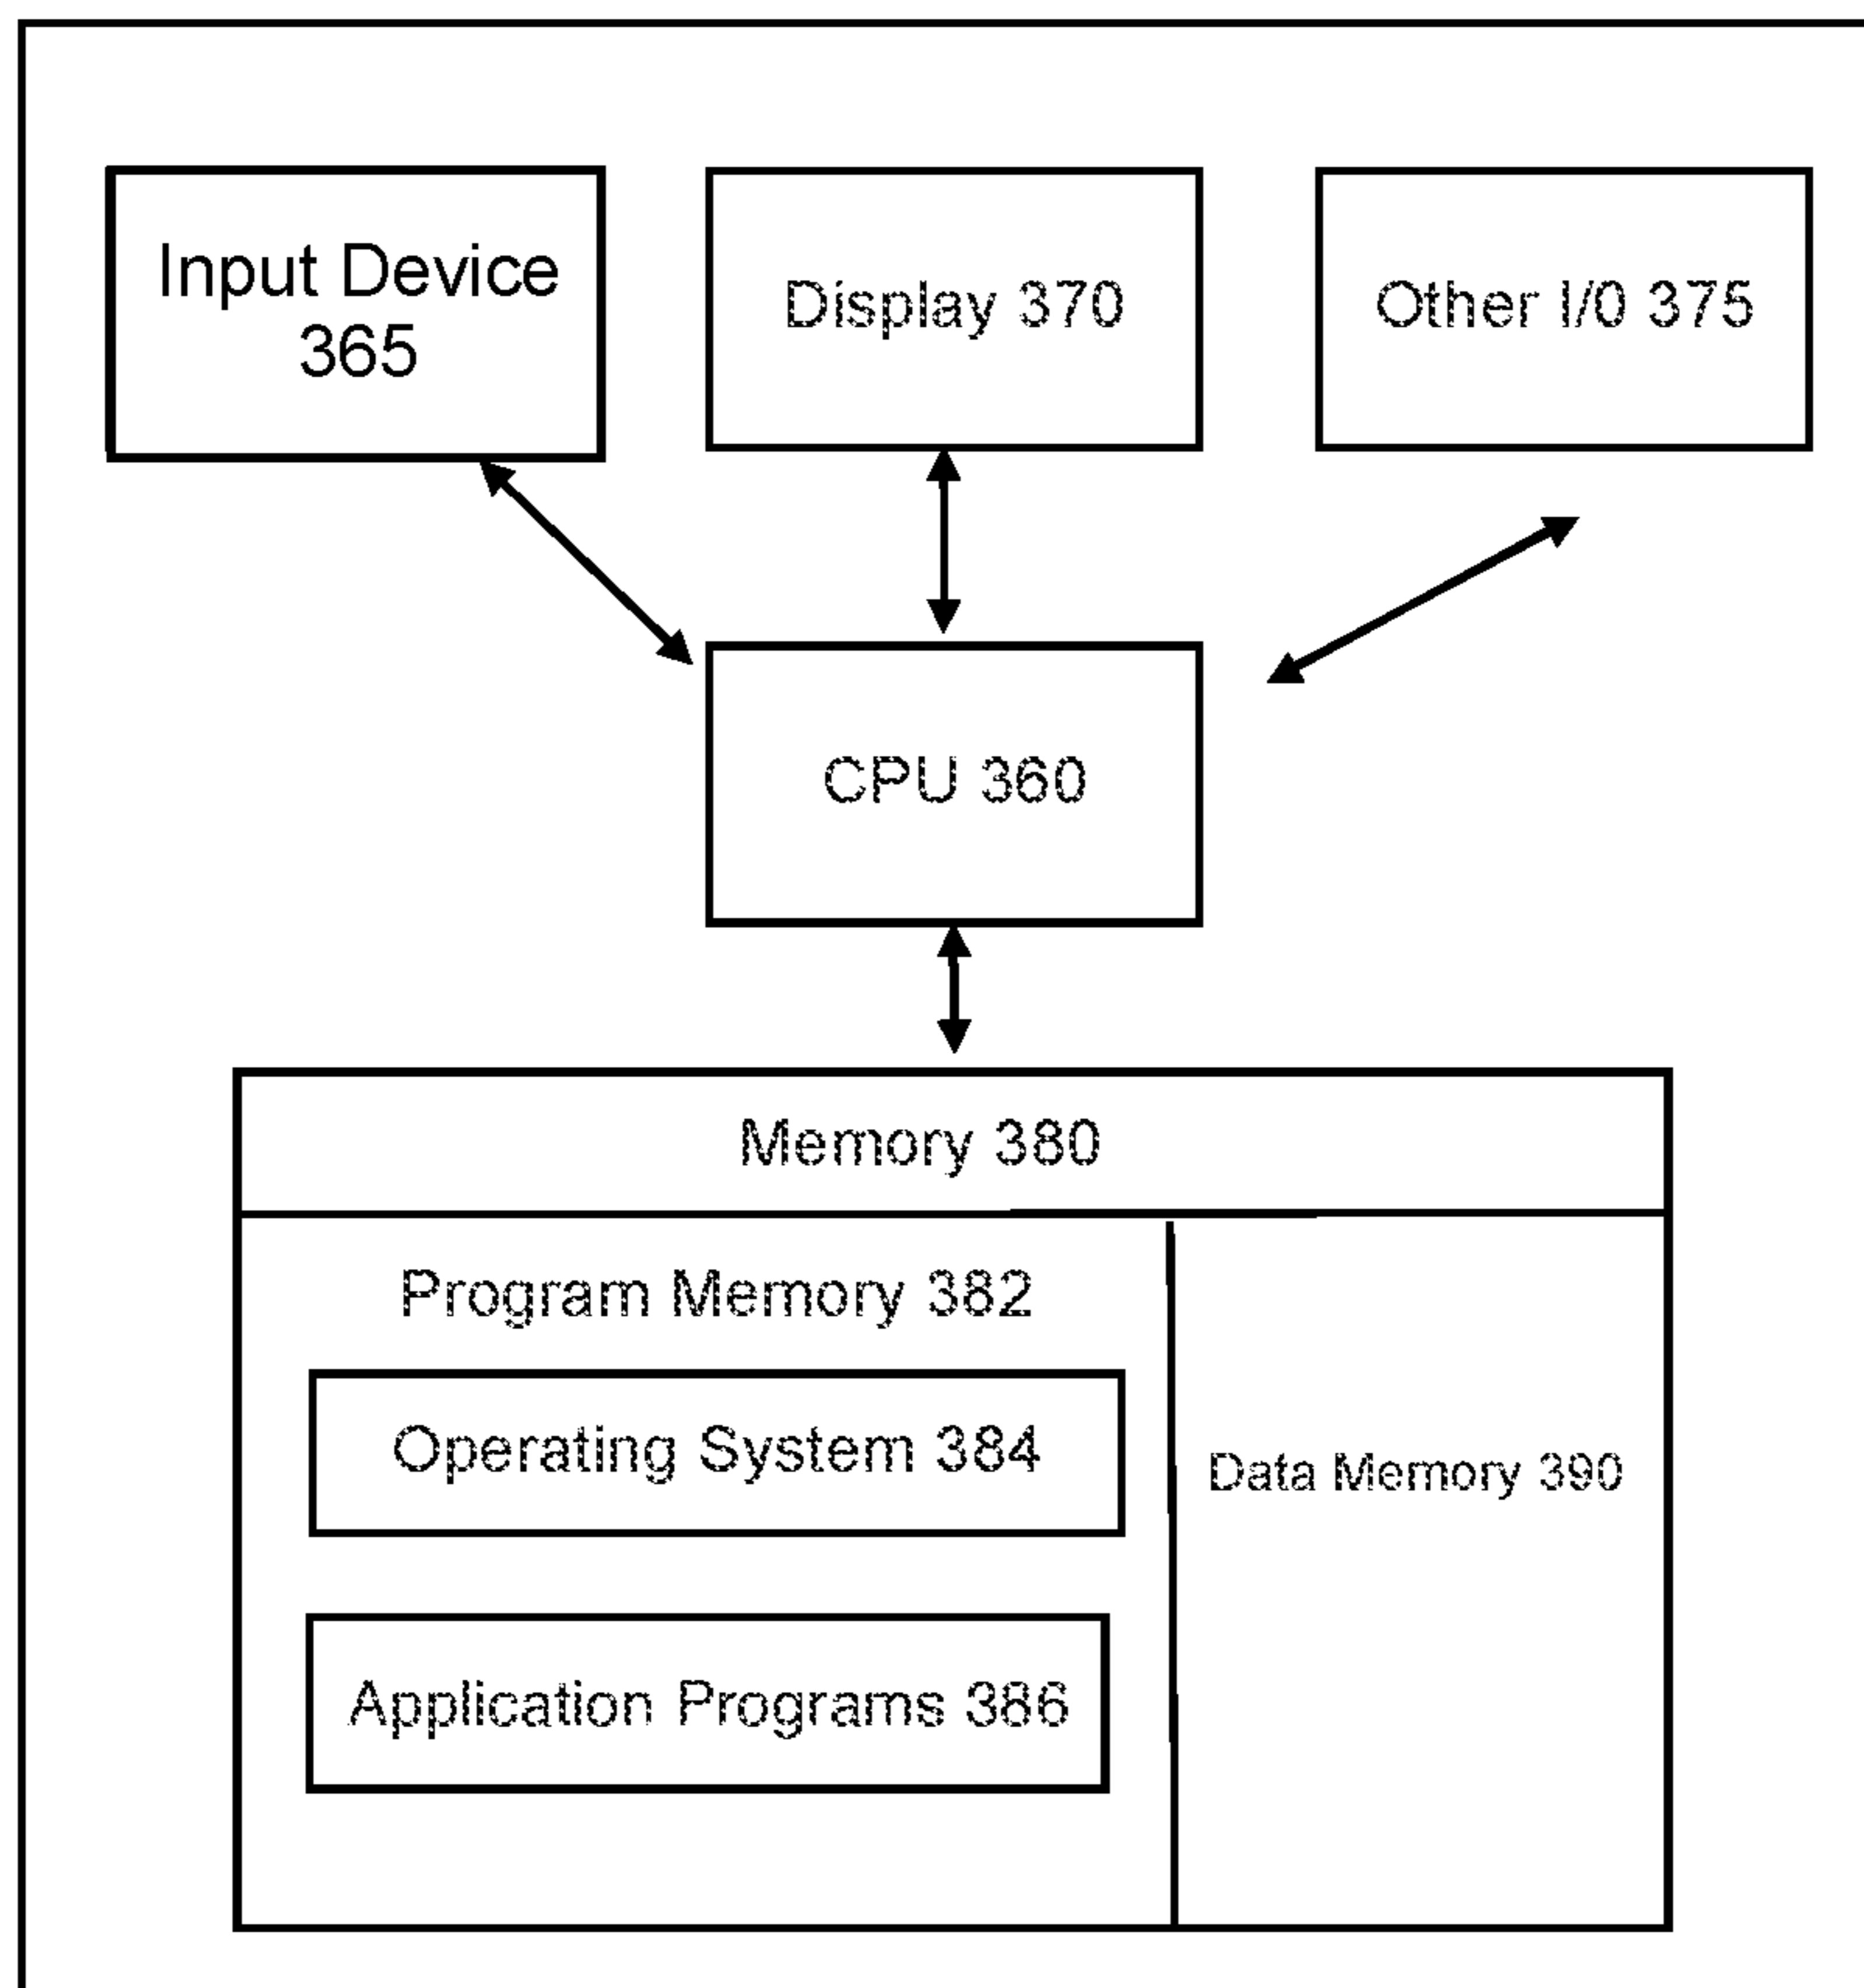 Input Device
365
Display 370
Other I/0 375
CPU 360
Memory 380
Program Memory 382
Operating System 384
Data Memory 390
Application Programs 386